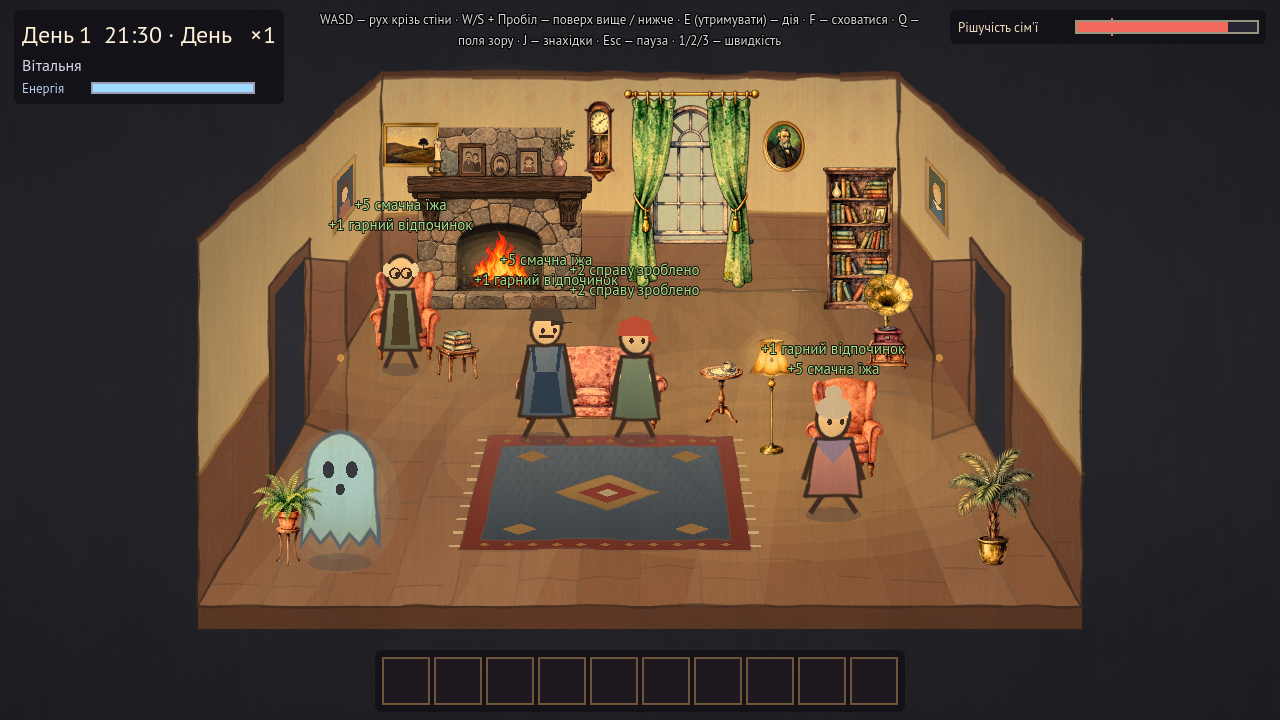 День 1 21:30 · День ×1
Вітальня
Енергія
WASD — рух крізь стіни · W/S + Пробіл — поверх вище / нижче · E (утримувати) — дія · F — сховатися · Q —
поля зору · J — знахідки · Esc — пауза · 1/2/3 — швидкість
Рішучість сім'ї
+5 смачна їжа
+1 гарний відпочинок
+5 смачна їжа
+2 справу зроблено
+1 гарний відпочинок
+2 справу зроблено
+1 гарний відпочинок
+5 смачна їжа